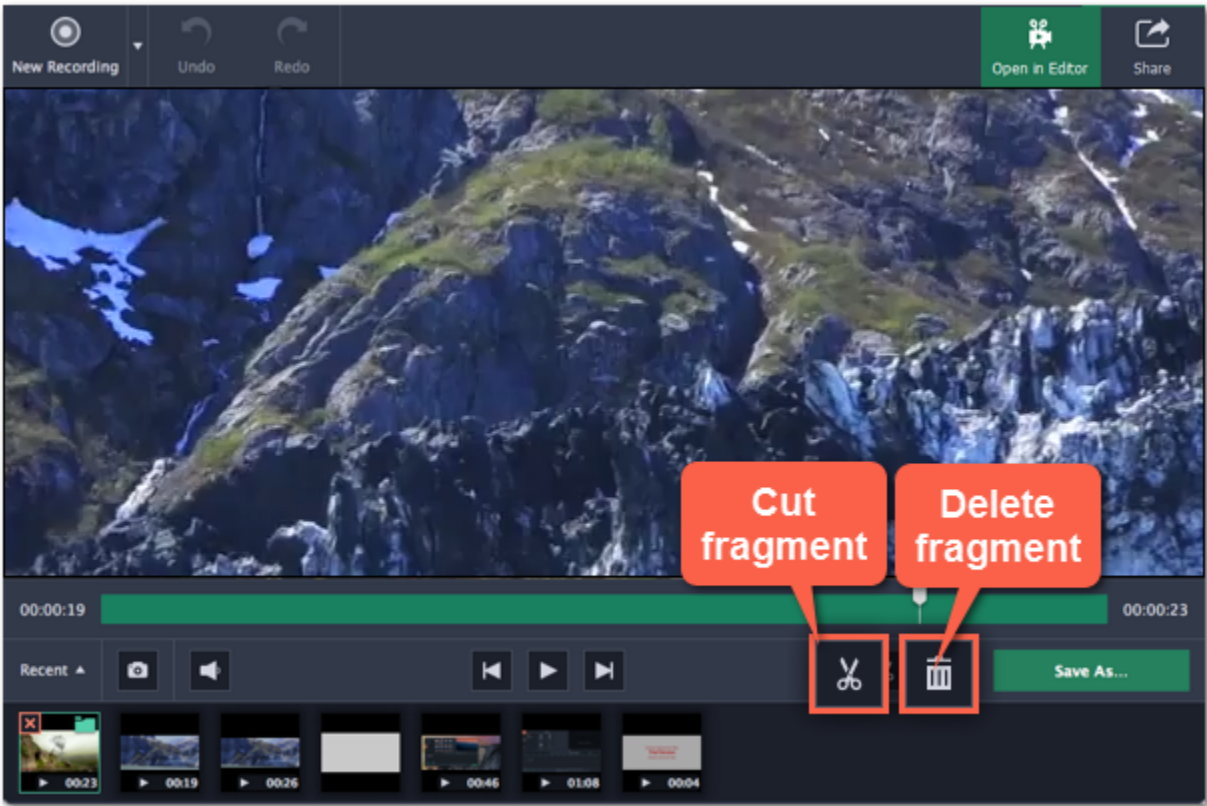 New Recording
Undo
Redo
Open in Editor
Share
Cut
fragment
Delete
fragment
00:00:19
00:00:23
Recent
Save As...
00:23
00:19
00:26
00:46
01:08
00:04